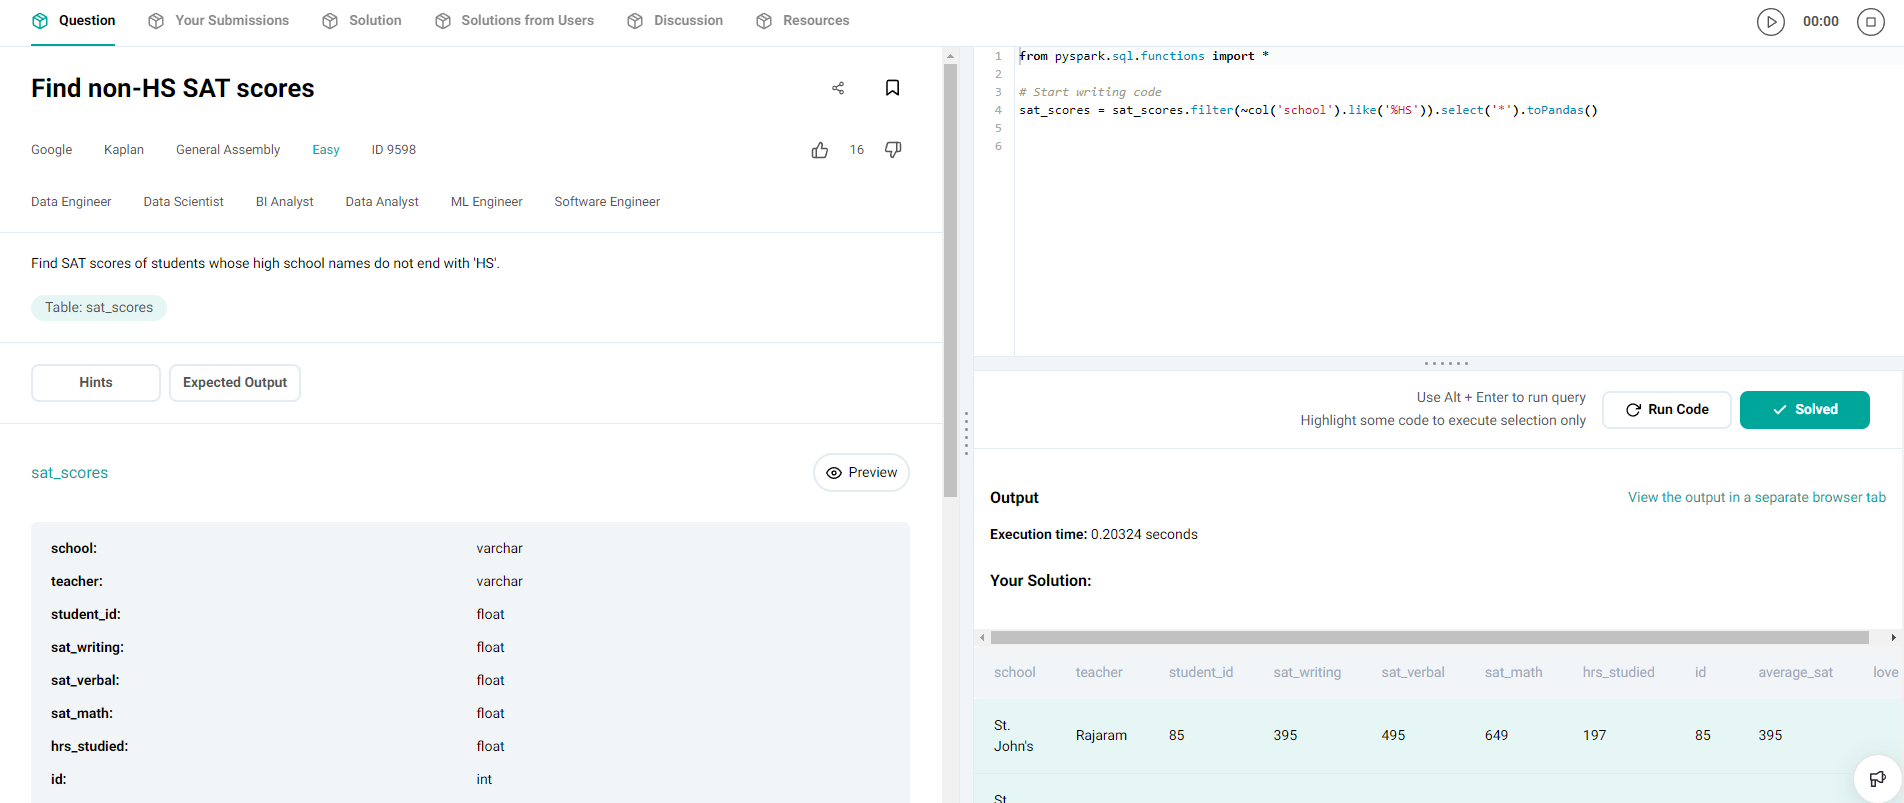 Question Your Submissions Solution Solutions from Users Discussion Resources 00:00
Find non-HS SAT scores
Google Kaplan General Assembly Easy ID 9598 16
Data Engineer Data Scientist BI Analyst Data Analyst ML Engineer Software Engineer
Find SAT scores of students whose high school names do not end with 'HS'.
Table: sat_scores
Hints Expected Output
sat_scores Preview
school: varchar
teacher: varchar
student_id: float
sat_writing: float
sat_verbal: float
sat_math: float
hrs_studied: float
id: int
1 from pyspark.sql.functions import *
2
3 # Start writing code
4 sat_scores = sat_scores.filter(~col('school').like('%HS')).select('*').toPandas()
5
6
Use Alt + Enter to run query
Highlight some code to execute selection only
Run Code Solved
Output View the output in a separate browser tab
Execution time: 0.20324 seconds
Your Solution:
school teacher student_id sat_writing sat_verbal sat_math hrs_studied id average_sat love
St.
John's Rajaram 85 395 495 649 197 85 395
St.